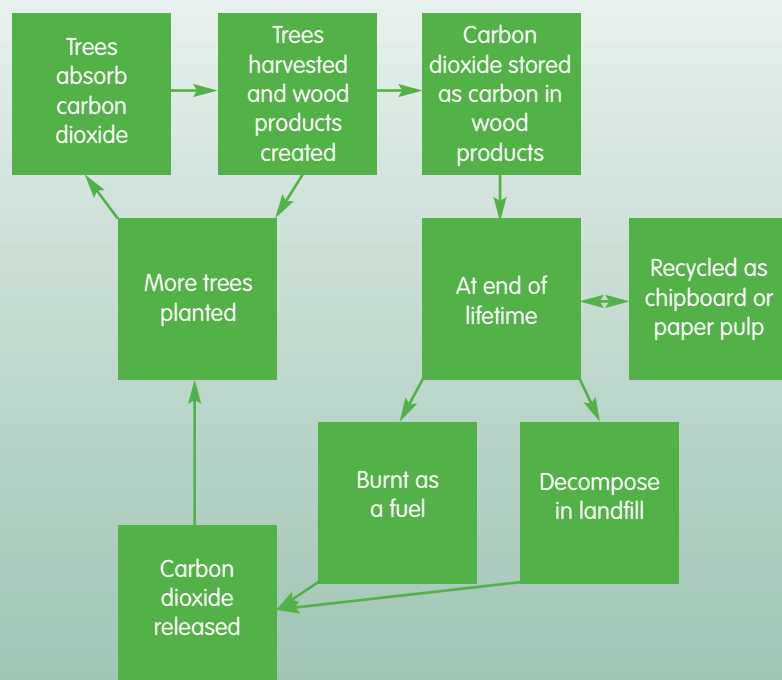 Trees
absorb
carbon
dioxide
Trees
harvested
and wood
products
created
Carbon
dioxide stored
as carbon in
wood
products
More trees
planted
At end of
lifetime
Recycled as
chipboard or
paper pulp
Burnt as
a fuel
Decompose
in landfill
Carbon
dioxide
released